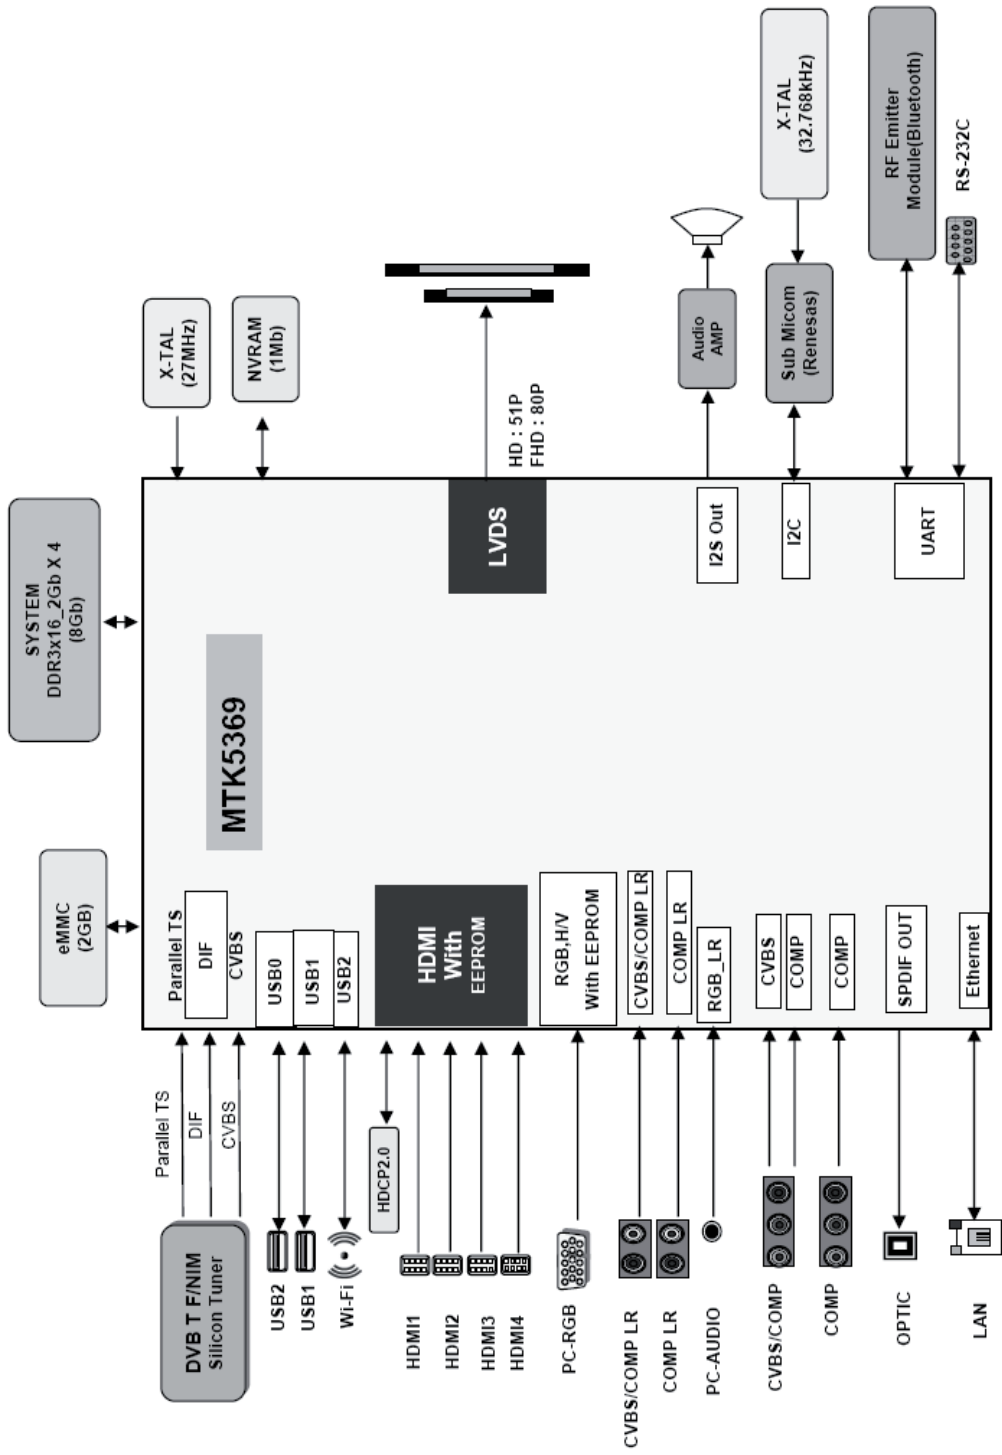 SYSTEM
DDR3x16_2Gb X 4
(8Gb)
eMMC
(2GB)
X-TAL
(27MHz)
NVRAM
(1Mb)
MTK5369
DVB T F/NIM
Silicon Tuner
Parallel TS
DIF
CVBS
Parallel TS
DIF
CVBS
USB2
USB1
Wi-Fi
USB0
USB1
USB2
HDCP2.0
HDMI1
HDMI2
HDMI3
HDMI4
HDMI
With
EEPROM
LVDS
HD : 51P
FHD : 80P
PC-RGB
RGB,H/V
With EEPROM
CVBS/COMP LR
CVBS/COMP LR
COMP LR
COMP LR
PC-AUDIO
RGB_LR
I2S Out
Audio
AMP
CVBS/COMP
CVBS
COMP
I2C
Sub Micom
(Renesas)
X-TAL
(32.768kHz)
COMP
COMP
OPTIC
SPDIF OUT
UART
RF Emitter
Module(Bluetooth)
RS-232C
LAN
Ethernet